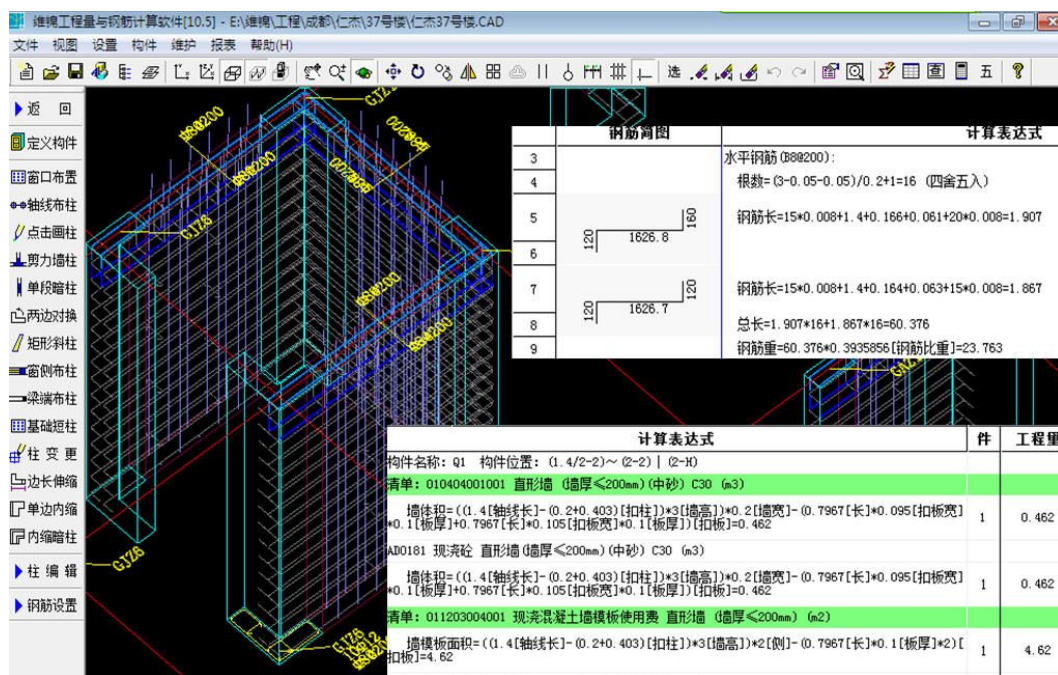 维揽工程量与钢筋计算软件[10.5] - E:\维揽\工程\成都\仁杰\37号楼\仁杰37号楼.CAD
文件 视图 设置 构件 维护 报表 帮助(H)
选 五
返 回
定义构件
窗口布置
轴线布柱
点击画柱
剪力墙柱
单段暗柱
两边对换
矩形斜柱
窗侧布柱
梁端布柱
基础短柱
柱 变 更
边长伸缩
单边内缩
内缩暗柱
柱 编 辑
钢筋设置
GJZ6
GJZ6
钢筋简图 计算表达式
3 水平钢筋(B8@200):
4 根数=(3-0.05-0.05)/0.2+1=16 (四舍五入)
5 120 1626.8 160 钢筋长=15*0.008+1.4+0.166+0.061+20*0.008=1.907
6
7 120 1626.7 120 钢筋长=15*0.008+1.4+0.164+0.063+15*0.008=1.867
8 总长=1.907*16+1.867*16=60.376
9 钢筋重=60.376*0.3935856[钢筋比重]=23.763
计算表达式 件 工程量
构件名称: Q1 构件位置: (1.4/2-2)～(2-2) | (2-H)
清单: 010404001001 直形墙 (墙厚≤200mm)(中砂) C30 (m3)
墙体积=((1.4[轴线长]-(0.2+0.403)[扣柱])*3[墙高])*0.2[墙宽]-(0.7967[长]*0.095[扣板宽] 1 0.462
*0.1[板厚]+0.7967[长]*0.105[扣板宽]*0.1[板厚])[扣板]=0.462
AD0181 现浇砼 直形墙(墙厚≤200mm)(中砂) C30 (m3)
墙体积=((1.4[轴线长]-(0.2+0.403)[扣柱])*3[墙高])*0.2[墙宽]-(0.7967[长]*0.095[扣板宽] 1 0.462
*0.1[板厚]+0.7967[长]*0.105[扣板宽]*0.1[板厚])[扣板]=0.462
清单: 011203004001 现浇混凝土墙模板使用费 直形墙 (墙厚≤200mm) (m2)
墙模板面积=((1.4[轴线长]-(0.2+0.403)[扣柱])*3[墙高])*2[侧]-(0.7967[长]*0.1[板厚]*2)[ 1 4.62
扣板]=4.62